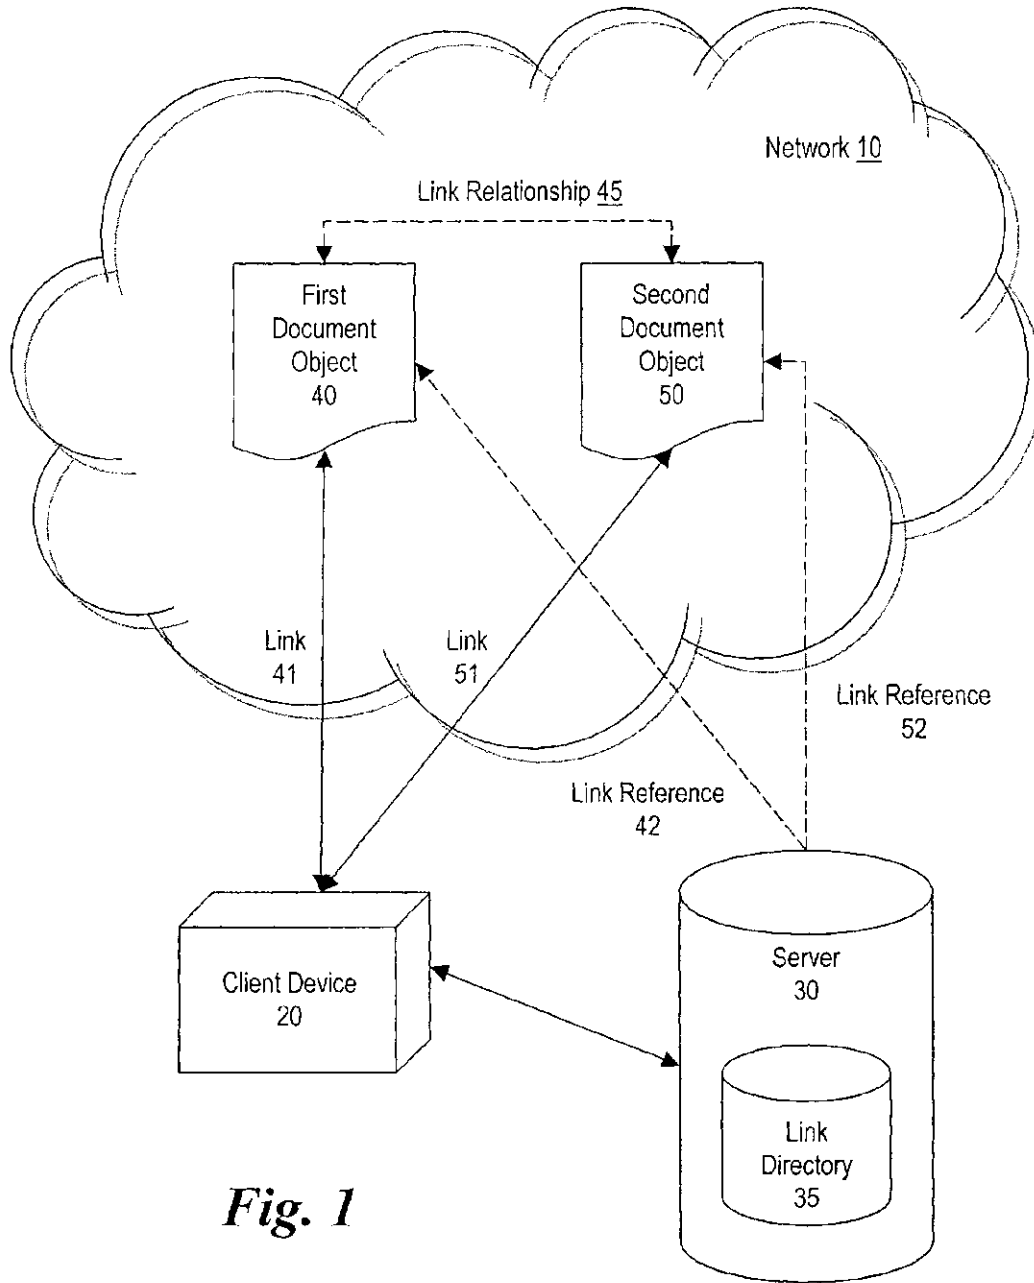 Network 10
Link Relationship 45
First
Document
Object
40
Second
Document
Object
50
Link
41
Link
51
Link Reference
52
Link Reference
42
Client Device
20
Server
30
Link
Directory
35
Fig. 1